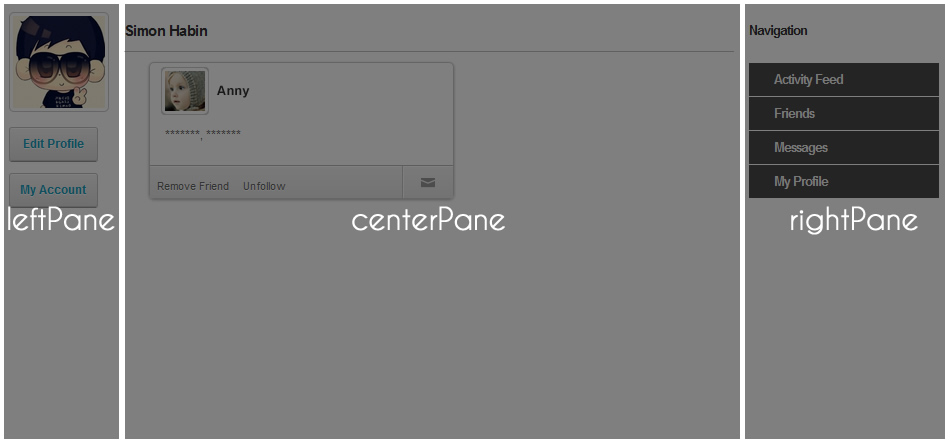 Edit Profile
My Account
leftPane
Simon Habin
Anny
*******, *******
Remove Friend Unfollow
centerPane
Navigation
Activity Feed
Friends
Messages
My Profile
rightPane